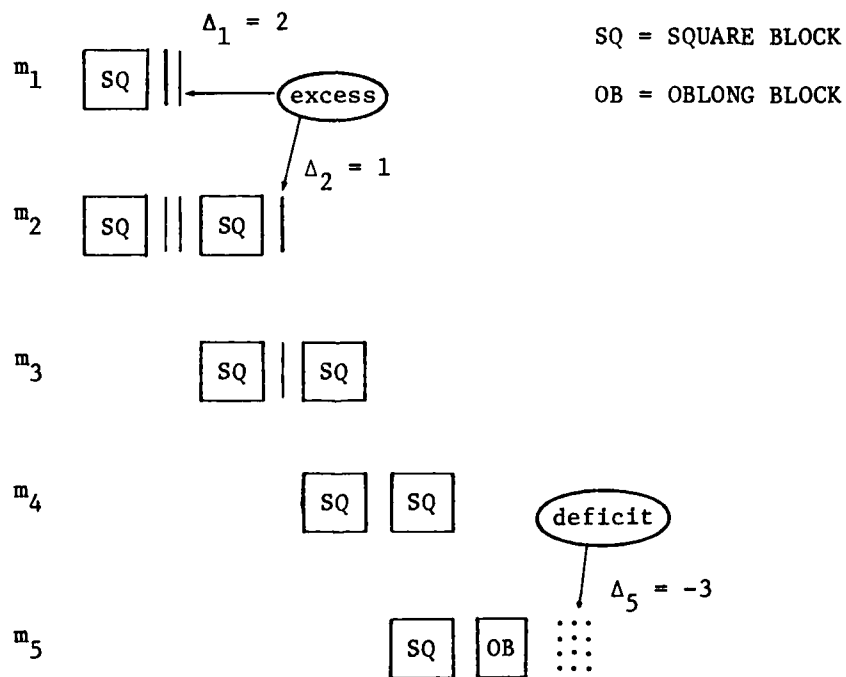 Δ₁ = 2
SQ = SQUARE BLOCK
m₁ SQ excess
OB = OBLONG BLOCK
Δ₂ = 1
m₂ SQ SQ
m₃ SQ SQ
m₄ SQ SQ deficit
Δ₅ = -3
m₅ SQ OB